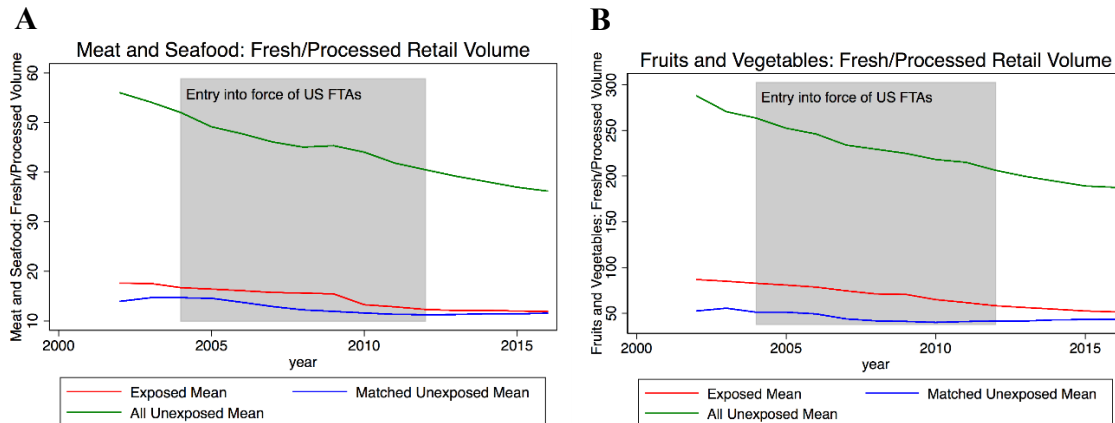 A
Meat and Seafood: Fresh/Processed Retail Volume
Meat and Seafood: Fresh/Processed Volume
60
50
40
30
20
10
Entry into force of US FTAs
2000
2005
2010
2015
year
Exposed Mean
Matched Unexposed Mean
All Unexposed Mean
B
Fruits and Vegetables: Fresh/Processed Retail Volume
Fruits and Vegetables: Fresh/Processed Volume
300
250
200
150
100
50
Entry into force of US FTAs
2000
2005
2010
2015
year
Exposed Mean
Matched Unexposed Mean
All Unexposed Mean